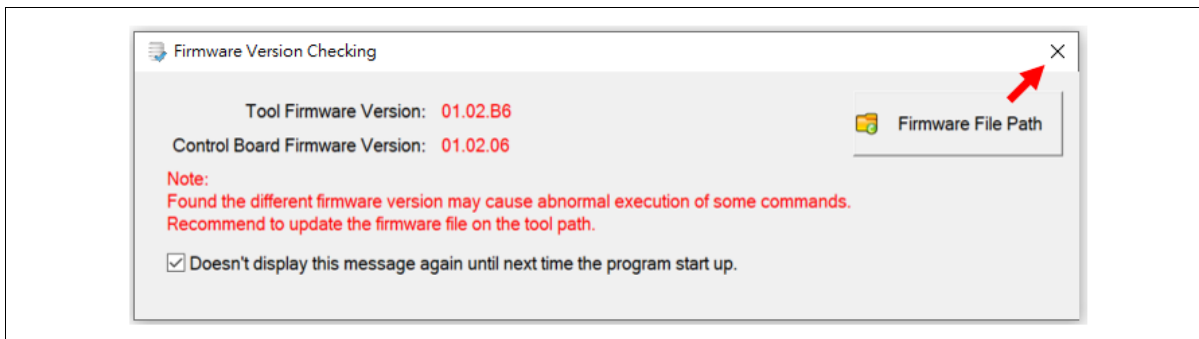 Firmware Version Checking
Tool Firmware Version: 01.02.B6
Firmware File Path
Control Board Firmware Version: 01.02.06
Note:
Found the different firmware version may cause abnormal execution of some commands.
Recommend to update the firmware file on the tool path.
Doesn't display this message again until next time the program start up.